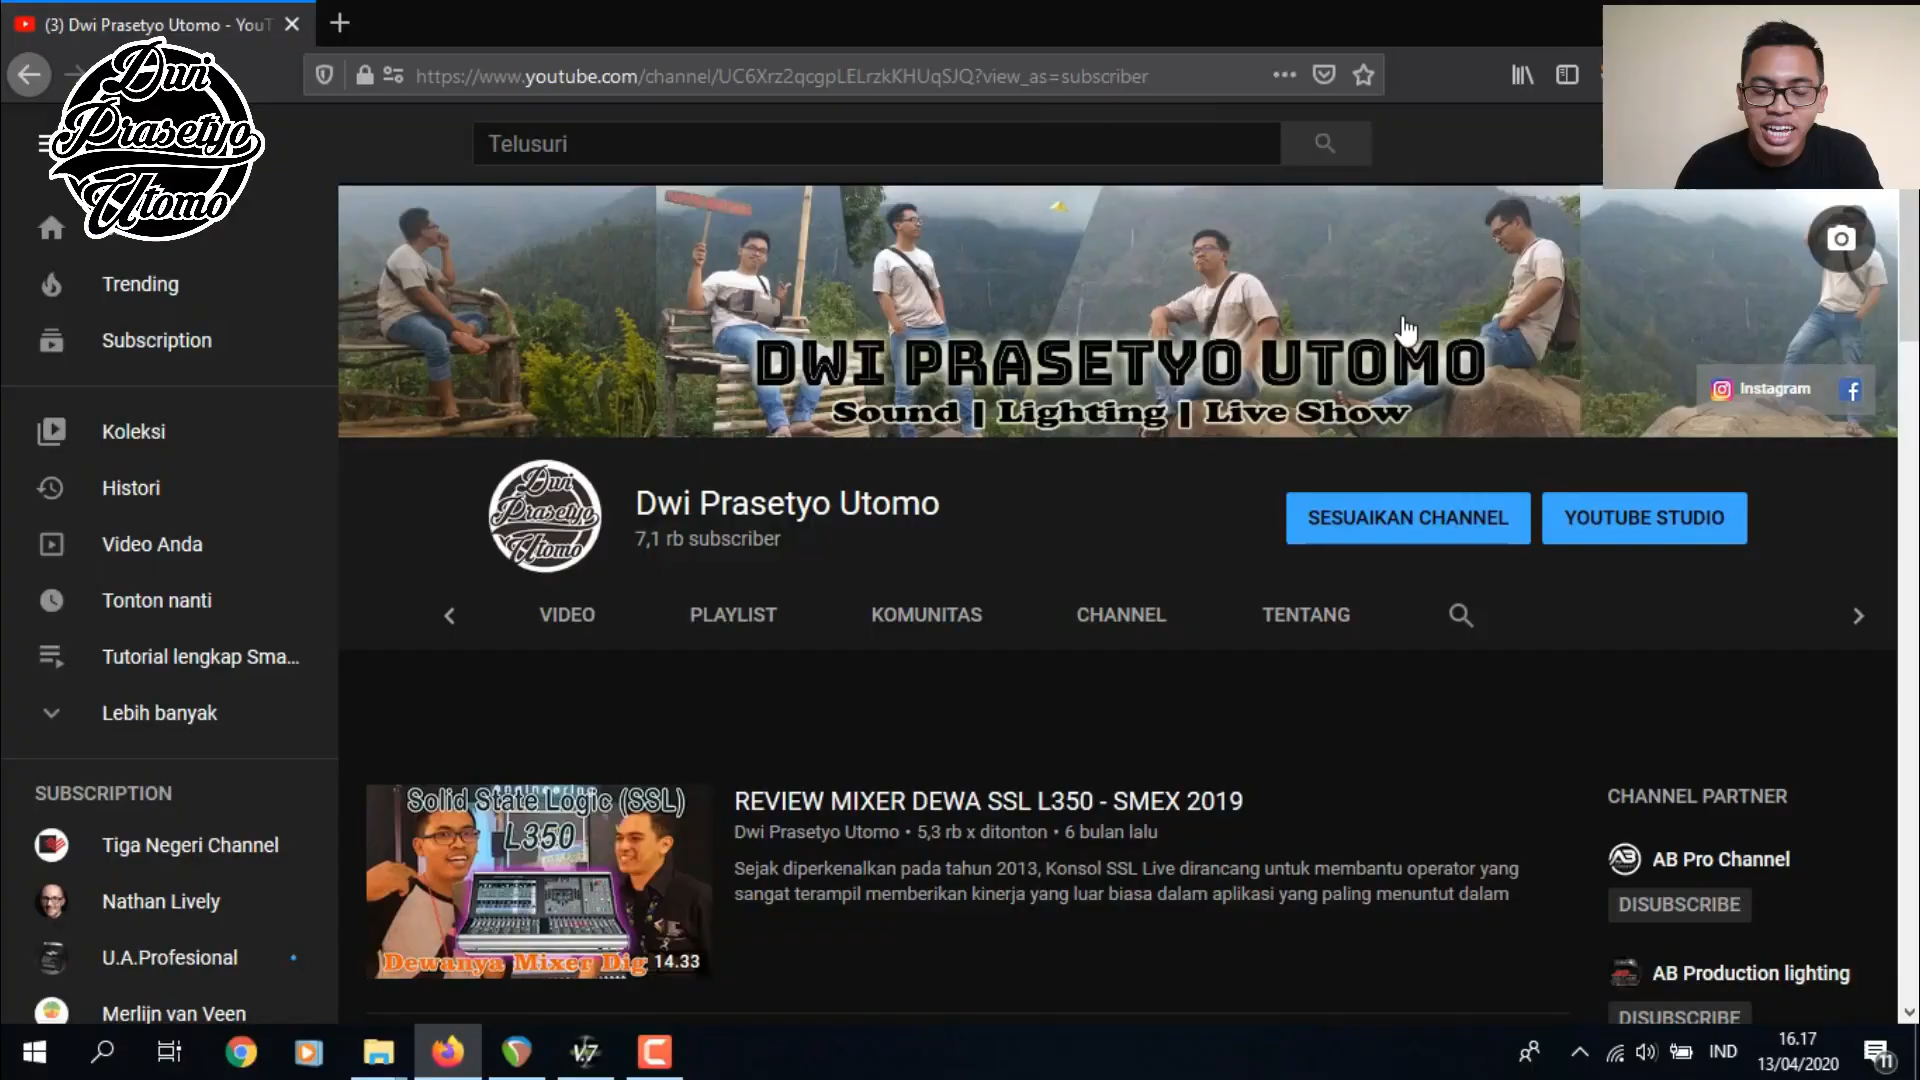 (3) Dwi Prasetyo Utomo - YouT
https://www.youtube.com/channel/UC6Xrz2qcgpLELrzkKHUqSJQ?view_as=subscriber
Dwi
Prasetyo
Utomo
Telusuri
Trending
Subscription
Koleksi
Histori
Video Anda
Tonton nanti
Tutorial lengkap Sma...
Lebih banyak
SUBSCRIPTION
Tiga Negeri Channel
Nathan Lively
U.A.Profesional
Merlijn van Veen
DWI PRASETYO UTOMO
Sound | Lighting | Live Show
Instagram
Dwi
Prasetyo
Utomo
Dwi Prasetyo Utomo
7,1 rb subscriber
SESUAIKAN CHANNEL
YOUTUBE STUDIO
VIDEO
PLAYLIST
KOMUNITAS
CHANNEL
TENTANG
Solid State Logic (SSL)
L350
Dewanya Mixer Dig
14.33
REVIEW MIXER DEWA SSL L350 - SMEX 2019
Dwi Prasetyo Utomo • 5,3 rb x ditonton • 6 bulan lalu
Sejak diperkenalkan pada tahun 2013, Konsol SSL Live dirancang untuk membantu operator yang
sangat terampil memberikan kinerja yang luar biasa dalam aplikasi yang paling menuntut dalam
CHANNEL PARTNER
AB Pro Channel
DISUBSCRIBE
AB Production lighting
DISUBSCRIBE
V.7
IND
16.17
13/04/2020
11